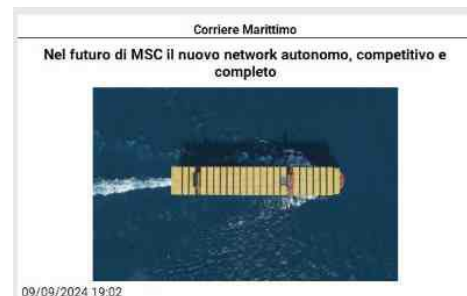 Corriere Marittimo
Nel futuro di MSC il nuovo network autonomo, competitivo e
completo
09/09/2024 19:02